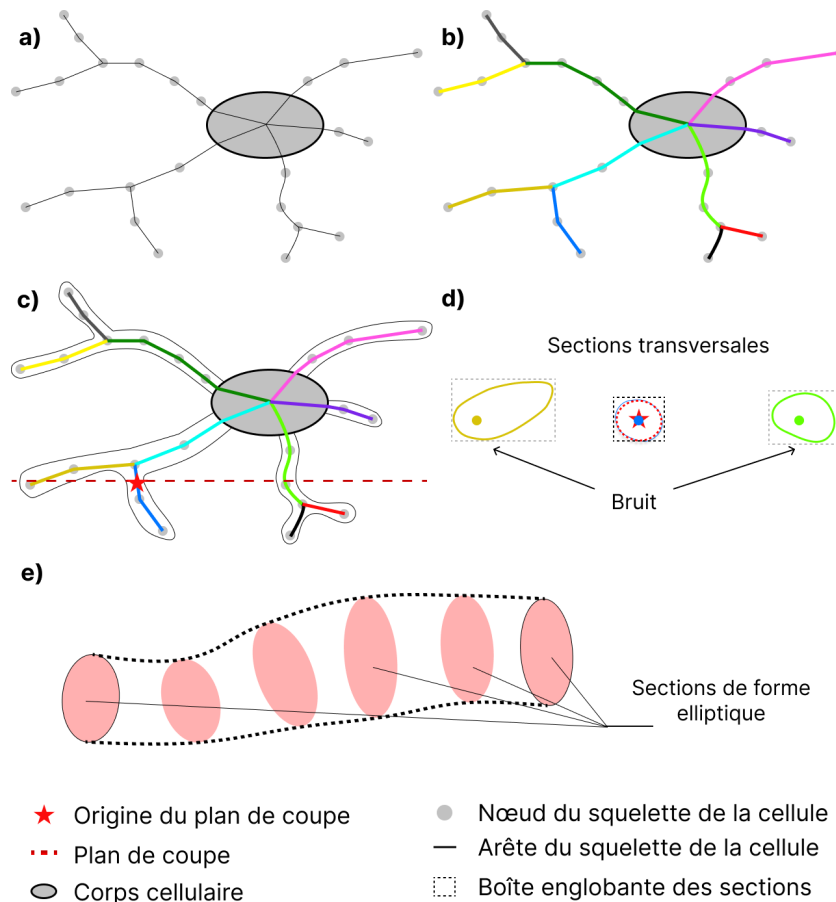 a)
b)
c)
d)
Sections transversales
Bruit
e)
Sections de forme
elliptique
Origine du plan de coupe
Plan de coupe
Corps cellulaire
Nœud du squelette de la cellule
Arête du squelette de la cellule
Boîte englobante des sections